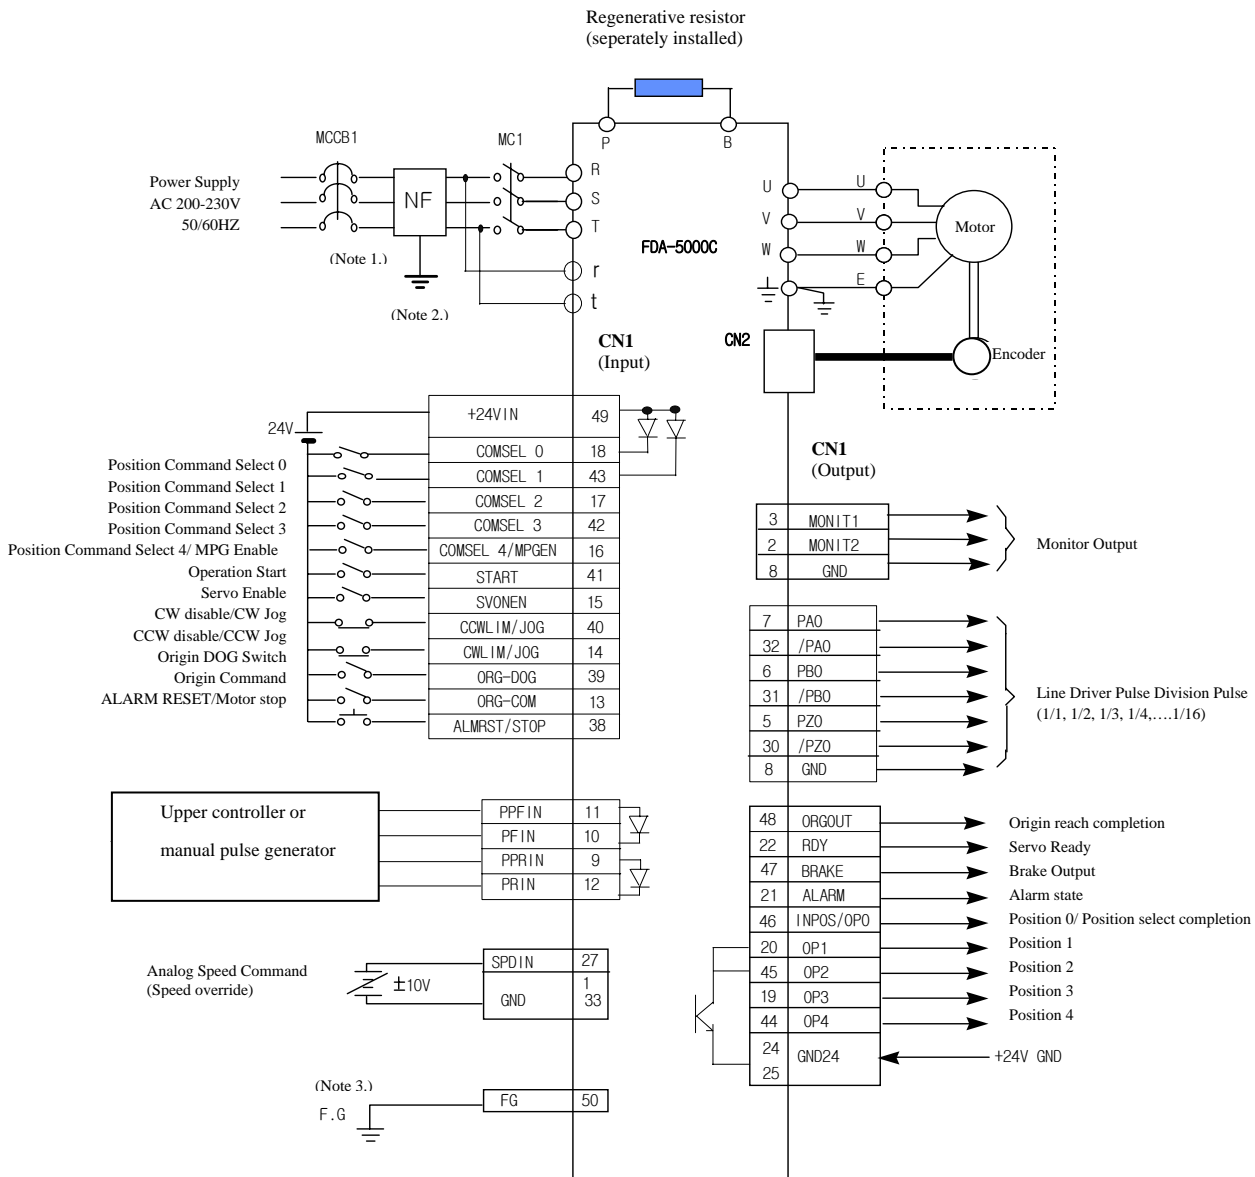 Regenerative resistor
(seperately installed)
P
B
MCCB1
MC1
R
S
T
r
t
Power Supply
AC 200-230V
50/60HZ
NF
(Note 1.)
(Note 2.)
FDA-5000C
U
V
W
U
V
W
E
Motor
Encoder
CN2
CN1
(Input)
24V
+24VIN 49
COMSEL 0 18
COMSEL 1 43
COMSEL 2 17
COMSEL 3 42
COMSEL 4/MPGEN 16
START 41
SVONEN 15
CCWLIM/JOG 40
CWLIM/JOG 14
ORG-DOG 39
ORG-COM 13
ALMRST/STOP 38
Position Command Select 0
Position Command Select 1
Position Command Select 2
Position Command Select 3
Position Command Select 4/ MPG Enable
Operation Start
Servo Enable
CW disable/CW Jog
CCW disable/CCW Jog
Origin DOG Switch
Origin Command
ALARM RESET/Motor stop
Upper controller or
manual pulse generator
PPFIN 11
PFIN 10
PPRIN 9
PRIN 12
Analog Speed Command
(Speed override)
±10V
SPDIN 27
GND 1
33
(Note 3.)
F.G
FG 50
CN1
(Output)
3 MONIT1
2 MONIT2
8 GND
Monitor Output
7 PAO
32 /PAO
6 PBO
31 /PBO
5 PZO
30 /PZO
8 GND
Line Driver Pulse Division Pulse
(1/1, 1/2, 1/3, 1/4,....1/16)
48 ORGOUT Origin reach completion
22 RDY Servo Ready
47 BRAKE Brake Output
21 ALARM Alarm state
46 INPOS/OPO Position 0/ Position select completion
20 OP1 Position 1
45 OP2 Position 2
19 OP3 Position 3
44 OP4 Position 4
24 GND24 +24V GND
25